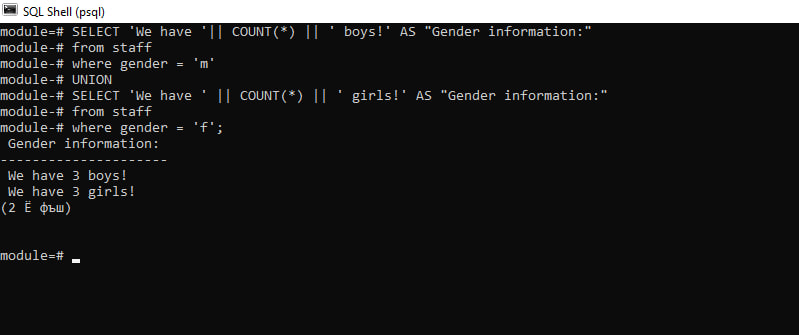 SQL Shell (psql)
module=# SELECT 'We have '|| COUNT(*) || ' boys!' AS "Gender information:"
module-# from staff
module-# where gender = 'm'
module-# UNION
module-# SELECT 'We have ' || COUNT(*) || ' girls!' AS "Gender information:"
module-# from staff
module-# where gender = 'f';
Gender information:
---------------------
We have 3 boys!
We have 3 girls!
(2 Ё фъш)
module=#